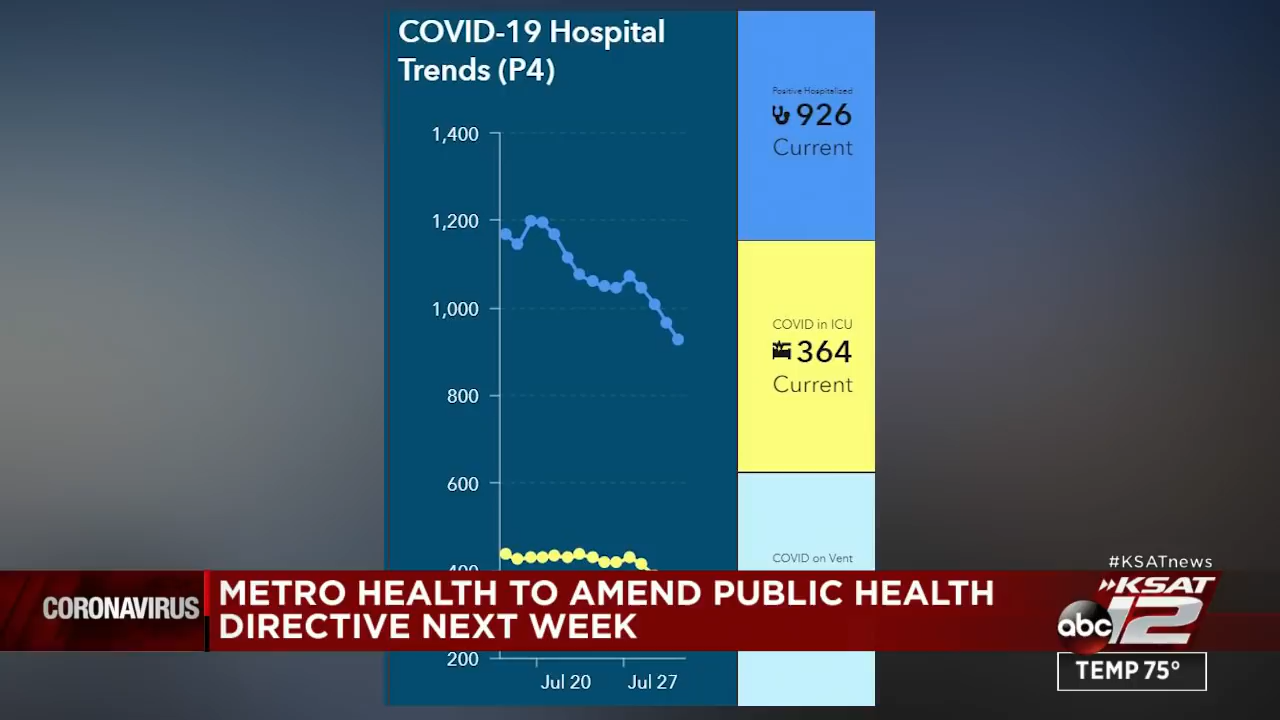 COVID-19 Hospital
Trends (P4)
1,400
1,200
1,000
800
600
400
200
Jul 20
Jul 27
Positive Hospitalized
926
Current
COVID in ICU
364
Current
COVID on Vent
#KSATnews
CORONAVIRUS
METRO HEALTH TO AMEND PUBLIC HEALTH
DIRECTIVE NEXT WEEK
KSAT
abc 12
TEMP 75°